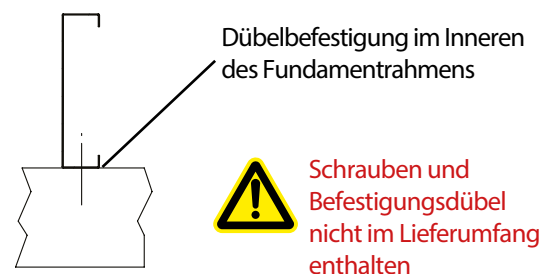 Dübelbefestigung im Inneren
des Fundamentrahmens
Schrauben und
Befestigungsdübel
nicht im Lieferumfang
enthalten